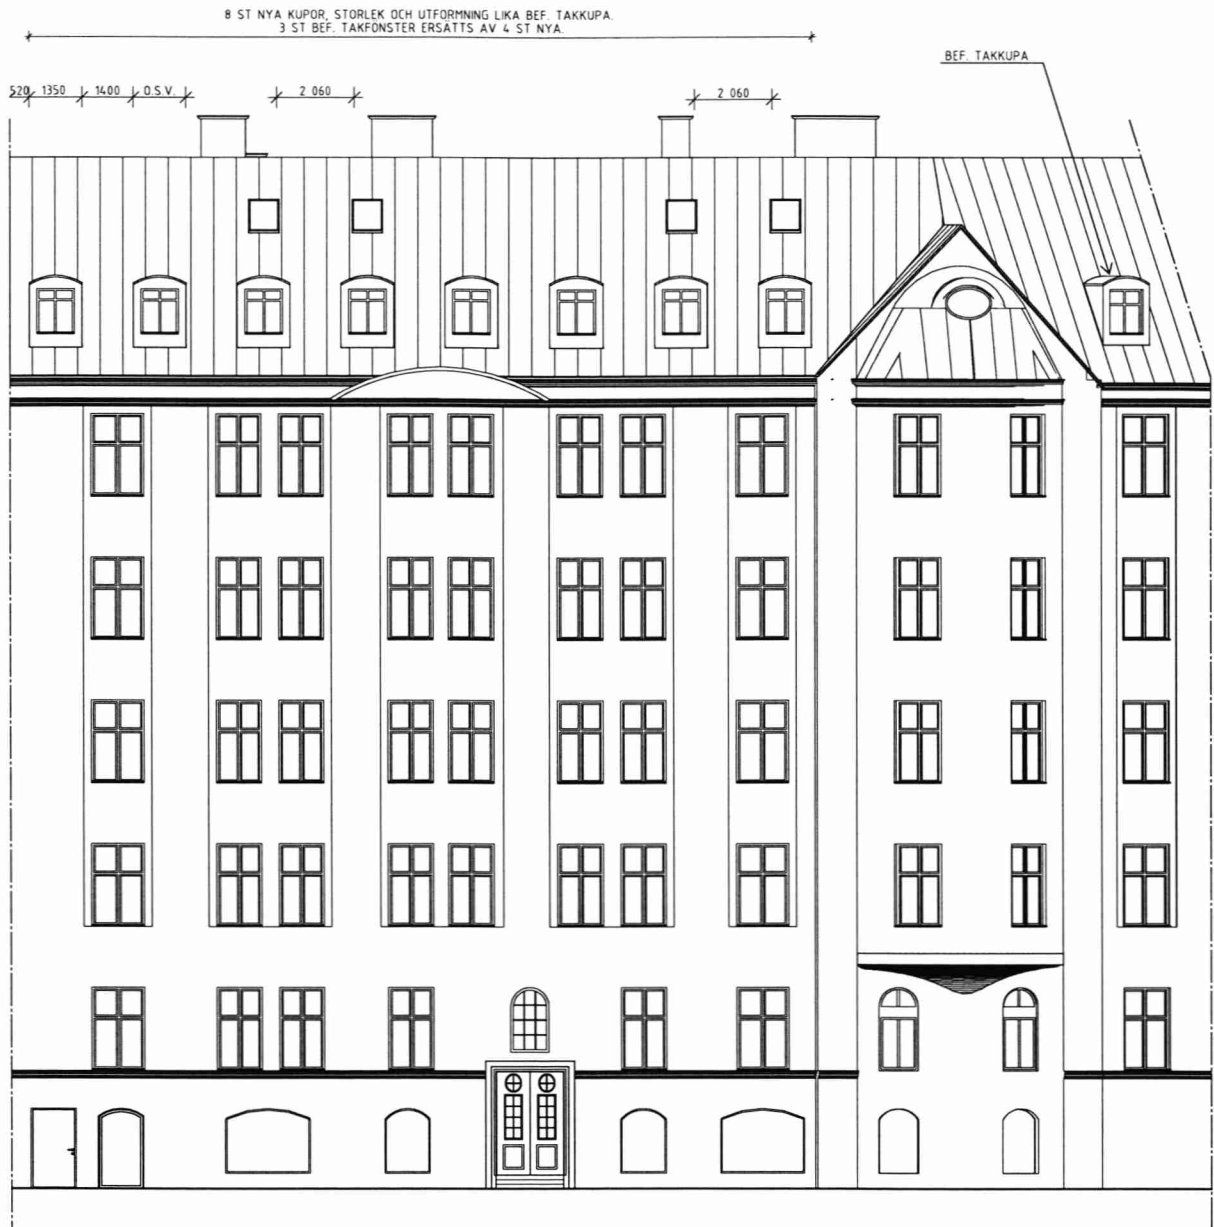 8 ST NYA KUPOR, STORLEK OCH UTFORMNING LIKA BEF. TAKKUPA.
3 ST BEF. TAKFÖNSTER ERSÄTTS AV 4 ST NYA.
BEF. TAKKUPA
520 1350 1400 O.S.V. 2 060 2 060